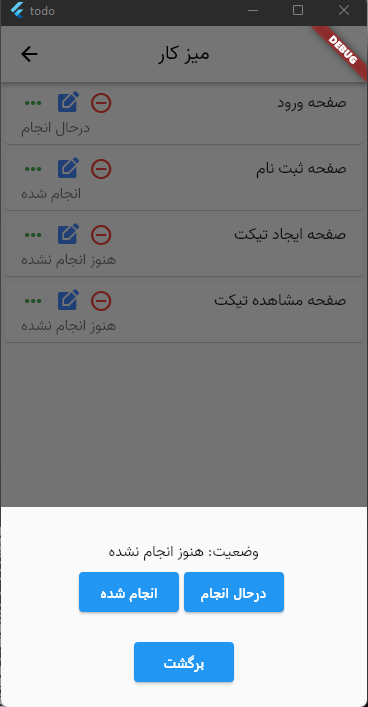 todo
DEBUG
میز کار
صفحه ورود
درحال انجام
صفحه ثبت نام
انجام شده
صفحه ایجاد تیکت
هنوز انجام نشده
صفحه مشاهده تیکت
هنوز انجام نشده
وضعیت: هنوز انجام نشده
درحال انجام انجام شده
برگشت